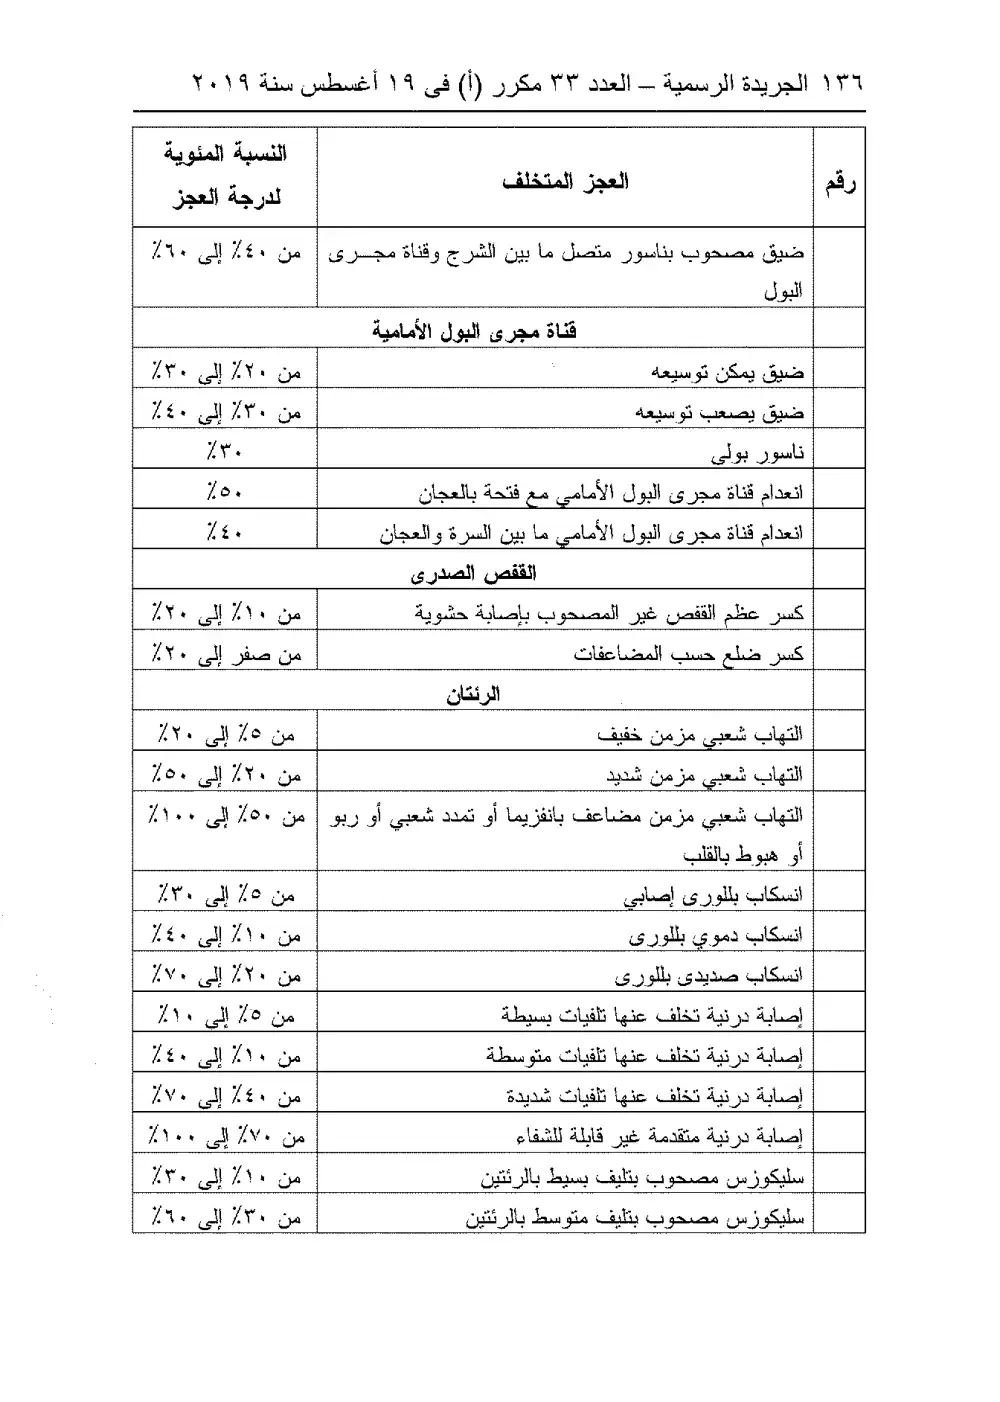 ١٣٦ الجريدة الرسمية – العدد ٣٣ مكرر (أ) فى ١٩ أغسطس سنة ٢٠١٩
رقم العجز المتخلف النسبة المئوية
لدرجة العجز
ضيق مصحوب بناسور متصل ما بين الشرج وقناة مجـــرى من ٤٠٪ إلى ٦٠٪
البول
قناة مجرى البول الأمامية
ضيق يمكن توسيعه من ٢٠٪ إلى ٣٠٪
ضيق يصعب توسيعه من ٣٠٪ إلى ٤٠٪
ناسور بولى ٣٠٪
انعدام قناة مجرى البول الأمامي مع فتحة بالعجان ٥٠٪
انعدام قناة مجرى البول الأمامي ما بين السرة والعجان ٤٠٪
القفص الصدرى
كسر عظم القفص غير المصحوب بإصابة حشوية من ١٠٪ إلى ٢٠٪
كسر ضلع حسب المضاعفات من صفر إلى ٢٠٪
الرئتان
التهاب شعبي مزمن خفيف من ٥٪ إلى ٢٠٪
التهاب شعبي مزمن شديد من ٢٠٪ إلى ٥٠٪
التهاب شعبي مزمن مضاعف بانفزيما أو تمدد شعبي أو ربو من ٥٠٪ إلى ١٠٠٪
أو هبوط بالقلب
انسكاب بللورى إصابي من ٥٪ إلى ٣٠٪
انسكاب دموي بللورى من ١٠٪ إلى ٤٠٪
انسكاب صديدى بللورى من ٢٠٪ إلى ٧٠٪
إصابة درنية تخلف عنها تلفيات بسيطة من ٥٪ إلى ١٠٪
إصابة درنية تخلف عنها تلفيات متوسطة من ١٠٪ إلى ٤٠٪
إصابة درنية تخلف عنها تلفيات شديدة من ٤٠٪ إلى ٧٠٪
إصابة درنية متقدمة غير قابلة للشفاء من ٧٠٪ إلى ١٠٠٪
سليكوزس مصحوب بتليف بسيط بالرئتين من ١٠٪ إلى ٣٠٪
سليكوزس مصحوب بتليف متوسط بالرئتين من ٣٠٪ إلى ٦٠٪